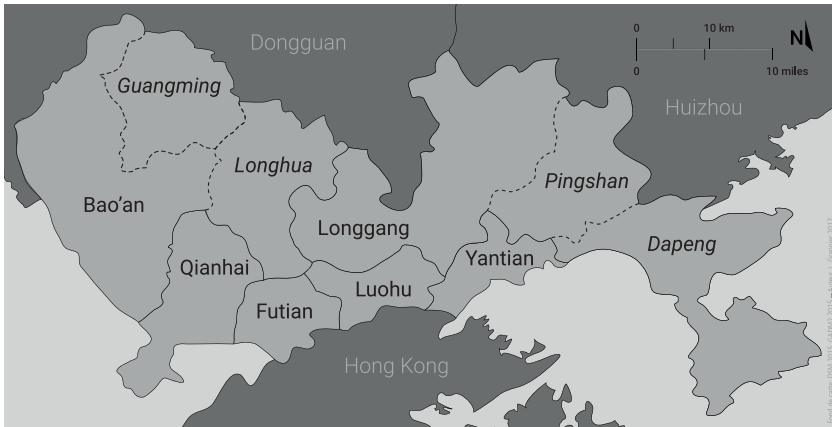 0 10 km
N
0 10 miles
Dongguan
Huizhou
Guangming
Longhua
Pingshan
Bao’an
Longgang
Dapeng
Qianhai
Yantian
Luohu
Futian
Hong Kong